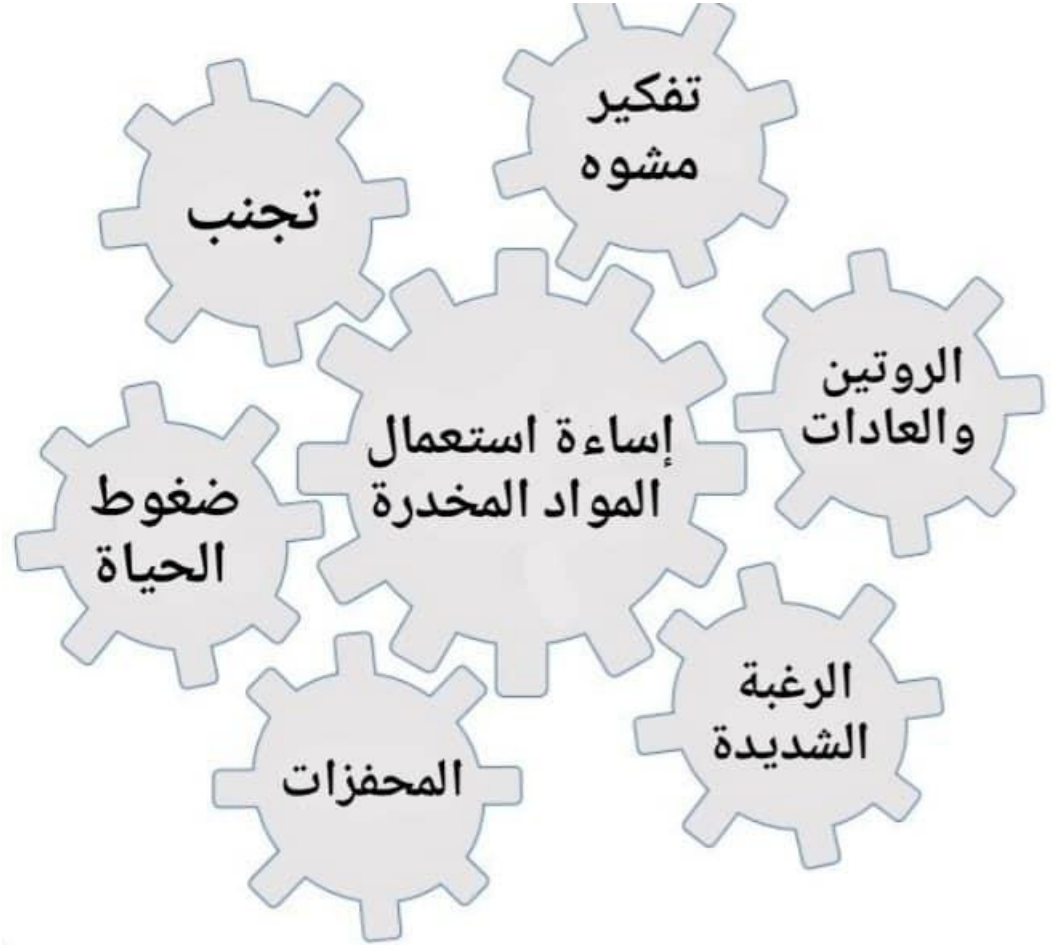 تفكير
مشوه
تجنب
الروتين
والعادات
إساءة استعمال
المواد المخدرة
ضغوط
الحياة
الرغبة
الشديدة
المحفزات